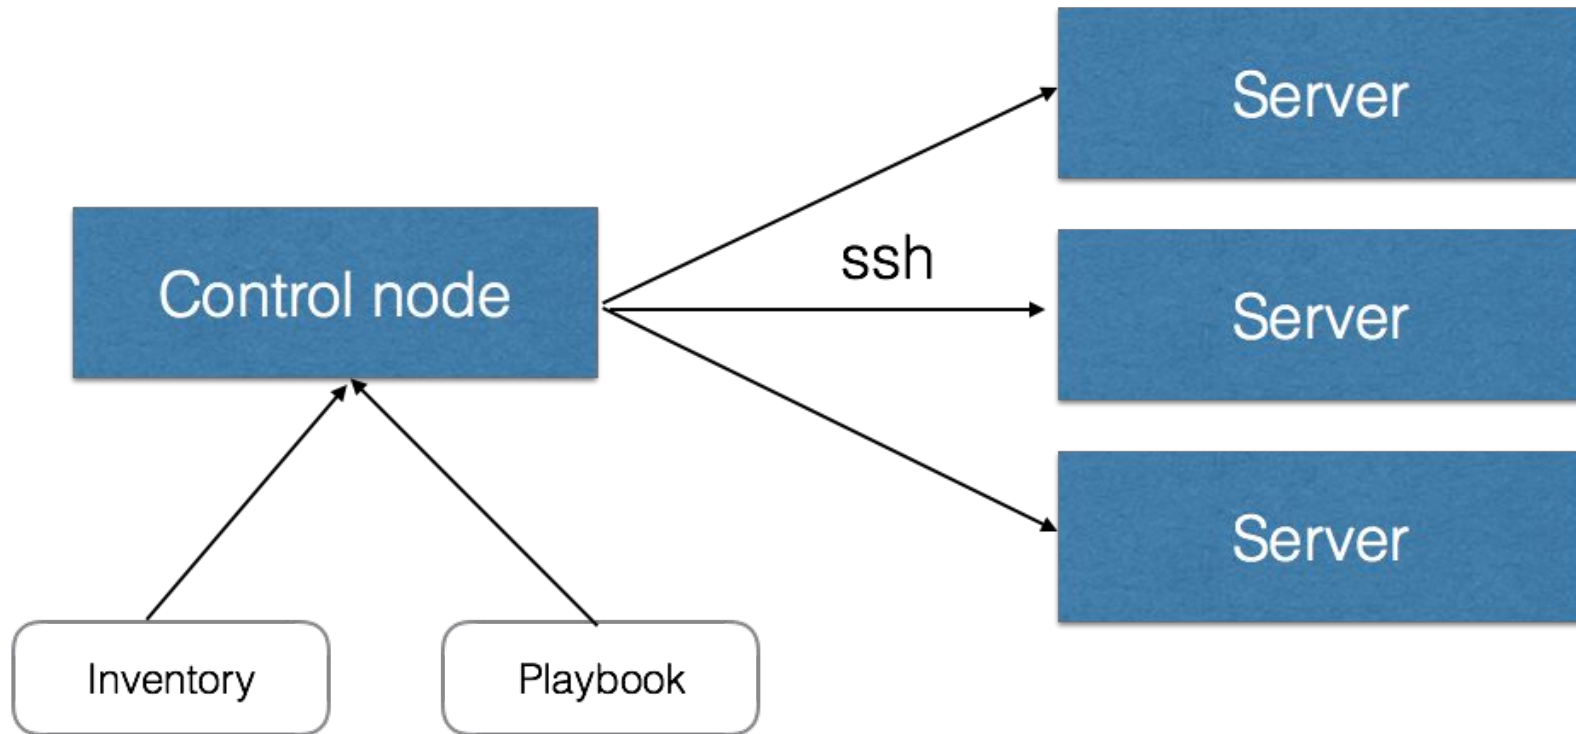 Server
ssh
Control node
Server
Server
Inventory
Playbook